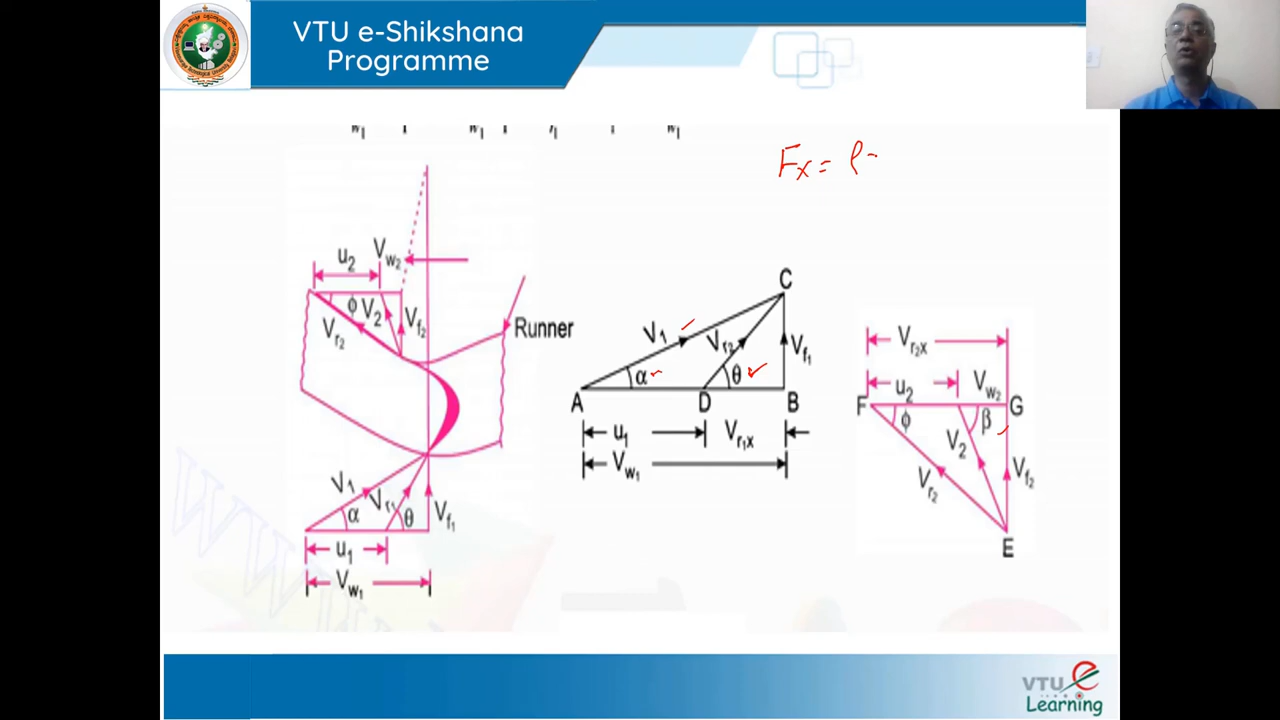 VTU e-Shikshana
Programme
Fx = ρ-
u2
Vw2
ϕ
V2
Vf2
Vr2
Runner
V1
Vr1
Vf1
α
θ
u1
Vw1
C
V1
Vr2
Vf1
α
θ
A
D
B
u1
Vr1x
Vw1
Vr2x
u2
Vw2
F
G
ϕ
β
V2
Vr2
Vf2
E
VTU e
Learning